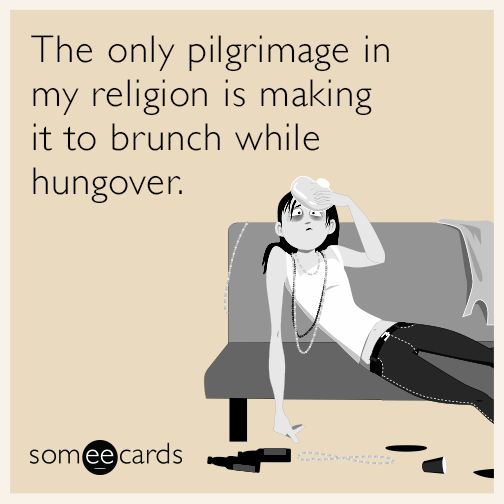 The only pilgrimage in
my religion is making
it to brunch while
hungover.
someecards